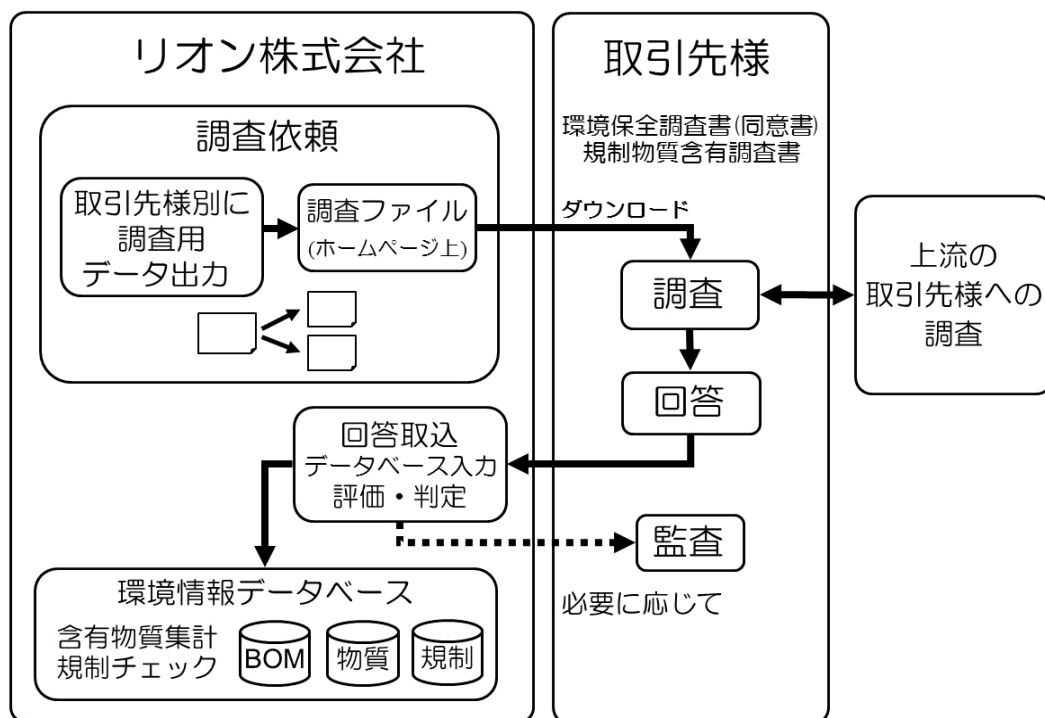 リオン株式会社
調査依頼
取引先様別に
調査用
データ出力
調査ファイル
(ホームページ上)
取引先様
環境保全調査書(同意書)
規制物質含有調査書
ダウンロード
調査
上流の
取引先様への
調査
回答
回答取込
データベース入力
評価・判定
監査
必要に応じて
環境情報データベース
含有物質集計
規制チェック
BOM
物質
規制